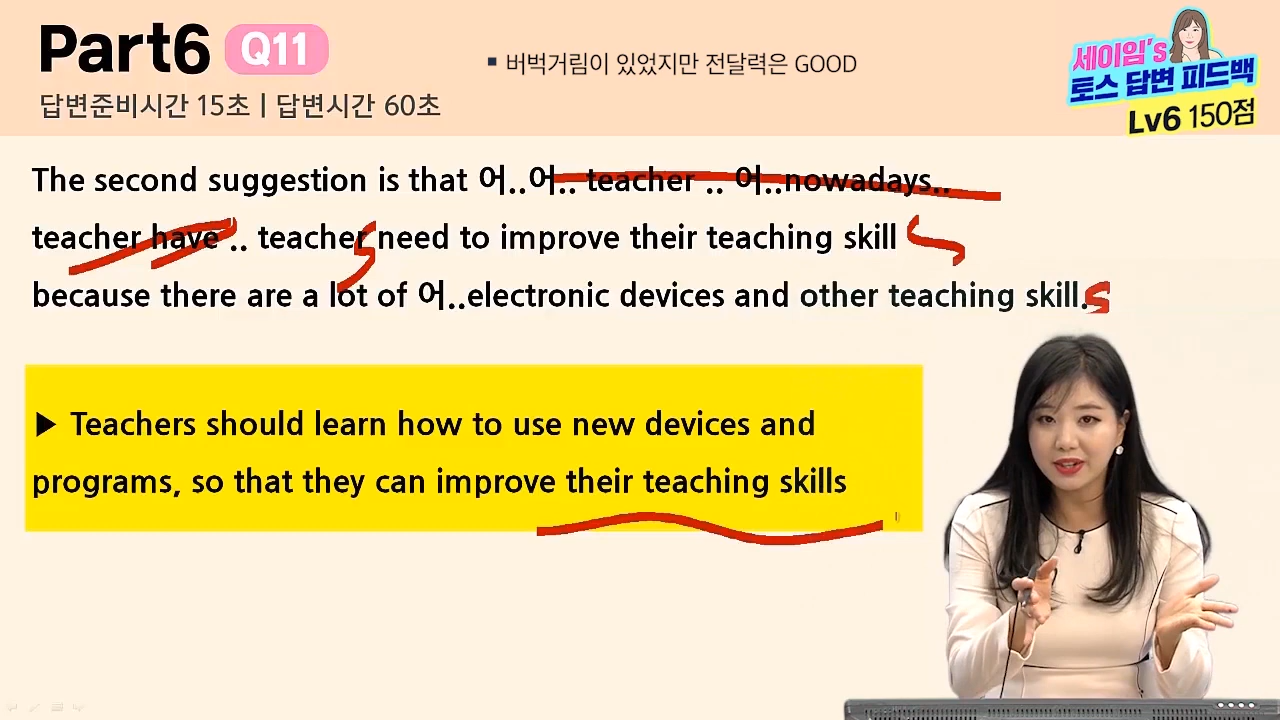 Part6 Q11
답변준비시간 15초 | 답변시간 60초
▪ 버벅거림이 있었지만 전달력은 GOOD
세이임's
토스 답변 피드백
Lv6 150점
The second suggestion is that 어..어.. teacher .. 어..nowadays..
teacher have .. teacher need to improve their teaching skill
because there are a lot of 어..electronic devices and other teaching skill.
s
s
s
▶ Teachers should learn how to use new devices and
programs, so that they can improve their teaching skills